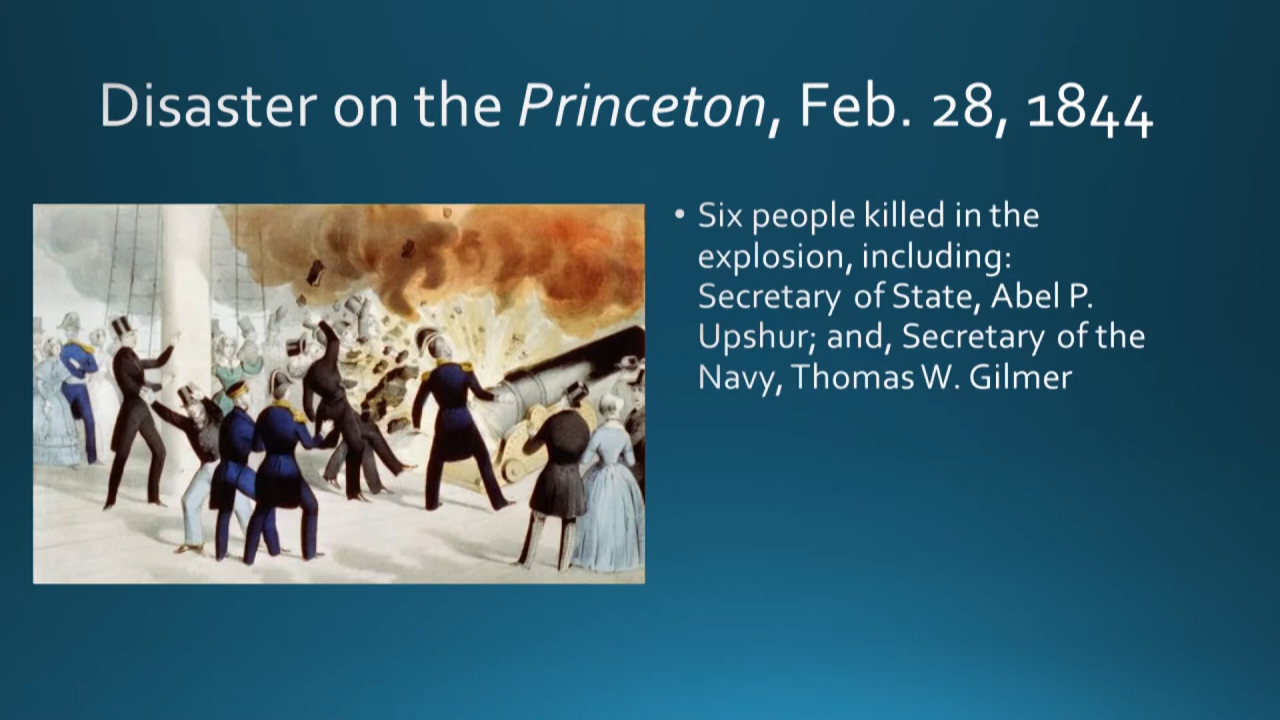 Disaster on the Princeton, Feb. 28, 1844
• Six people killed in the
explosion, including:
Secretary of State, Abel P.
Upshur; and, Secretary of the
Navy, Thomas W. Gilmer